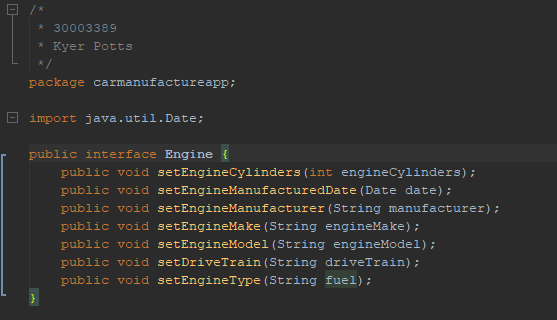 /*
 * 30003389
 * Kyer Potts
 */
package carmanufactureapp;

import java.util.Date;

public interface Engine {
    public void setEngineCylinders(int engineCylinders);
    public void setEngineManufacturedDate(Date date);
    public void setEngineManufacturer(String manufacturer);
    public void setEngineMake(String engineMake);
    public void setEngineModel(String engineModel);
    public void setDriveTrain(String driveTrain);
    public void setEngineType(String fuel);
}